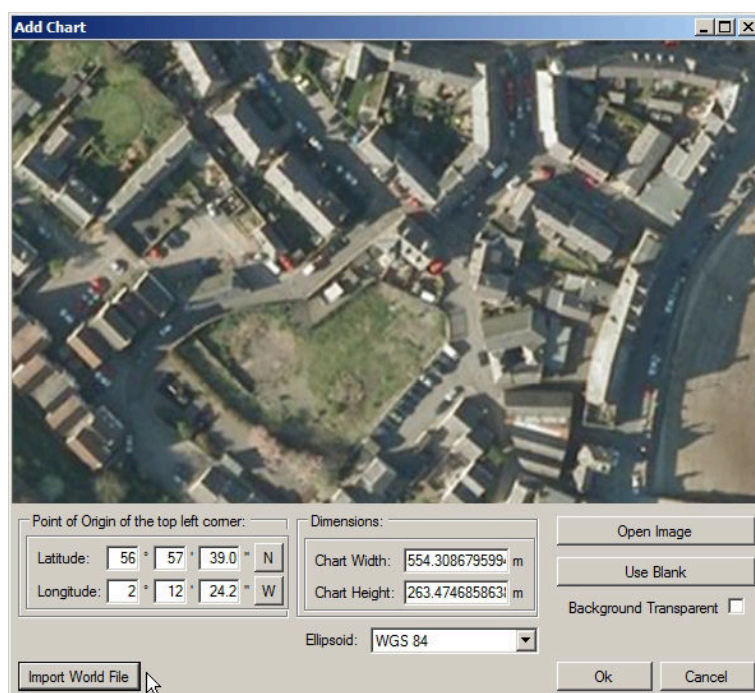 Add Chart
Point of Origin of the top left corner:
Latitude: 56 ° 57 ' 39.0 " N
Longitude: 2 ° 12 ' 24.2 " W
Dimensions:
Chart Width: 554.308679599 m
Chart Height: 263.474685863 m
Ellipsoid: WGS 84
Open Image
Use Blank
Background Transparent
Import World File
Ok
Cancel